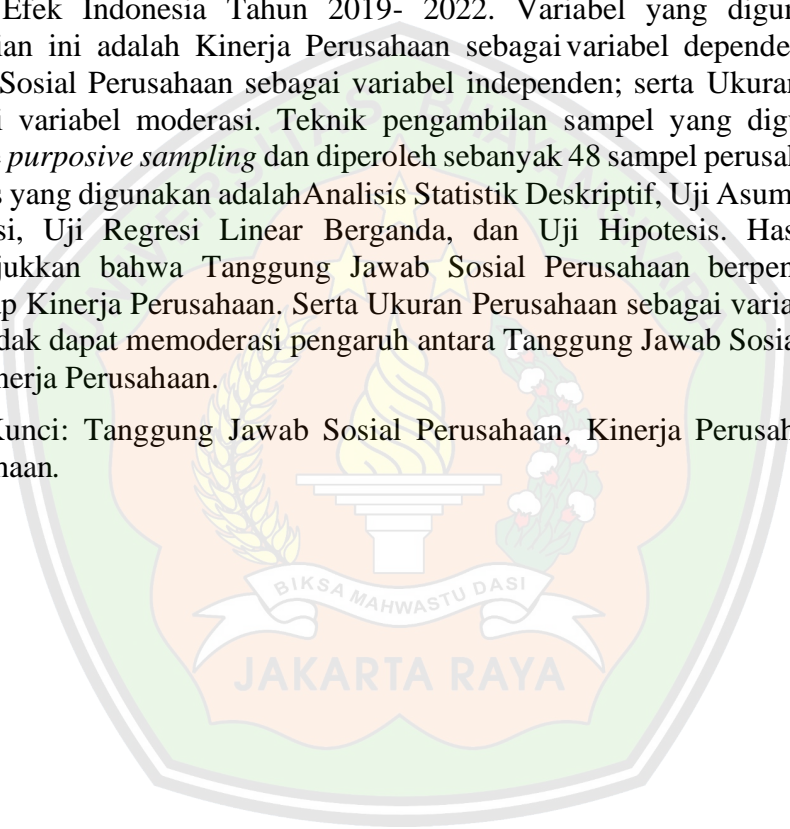 Efek Indonesia Tahun 2019- 2022. Variabel yang digun
ian ini adalah Kinerja Perusahaan sebagai variabel depende
Sosial Perusahaan sebagai variabel independen; serta Ukuran
i variabel moderasi. Teknik pengambilan sampel yang dig
purposive sampling dan diperoleh sebanyak 48 sampel perusa
s yang digunakan adalahAnalisis Statistik Deskriptif, Uji Asum
si, Uji Regresi Linear Berganda, dan Uji Hipotesis. Has
jukkan bahwa Tanggung Jawab Sosial Perusahaan berpen
ap Kinerja Perusahaan. Serta Ukuran Perusahaan sebagai varia
dak dapat memoderasi pengaruh antara Tanggung Jawab Sosia
nerja Perusahaan.
Kunci: Tanggung Jawab Sosial Perusahaan, Kinerja Perusah
haan.
UNIVERSITAS BHAYANGKARA
BIKSA MAHWASTU DASI
JAKARTA RAYA